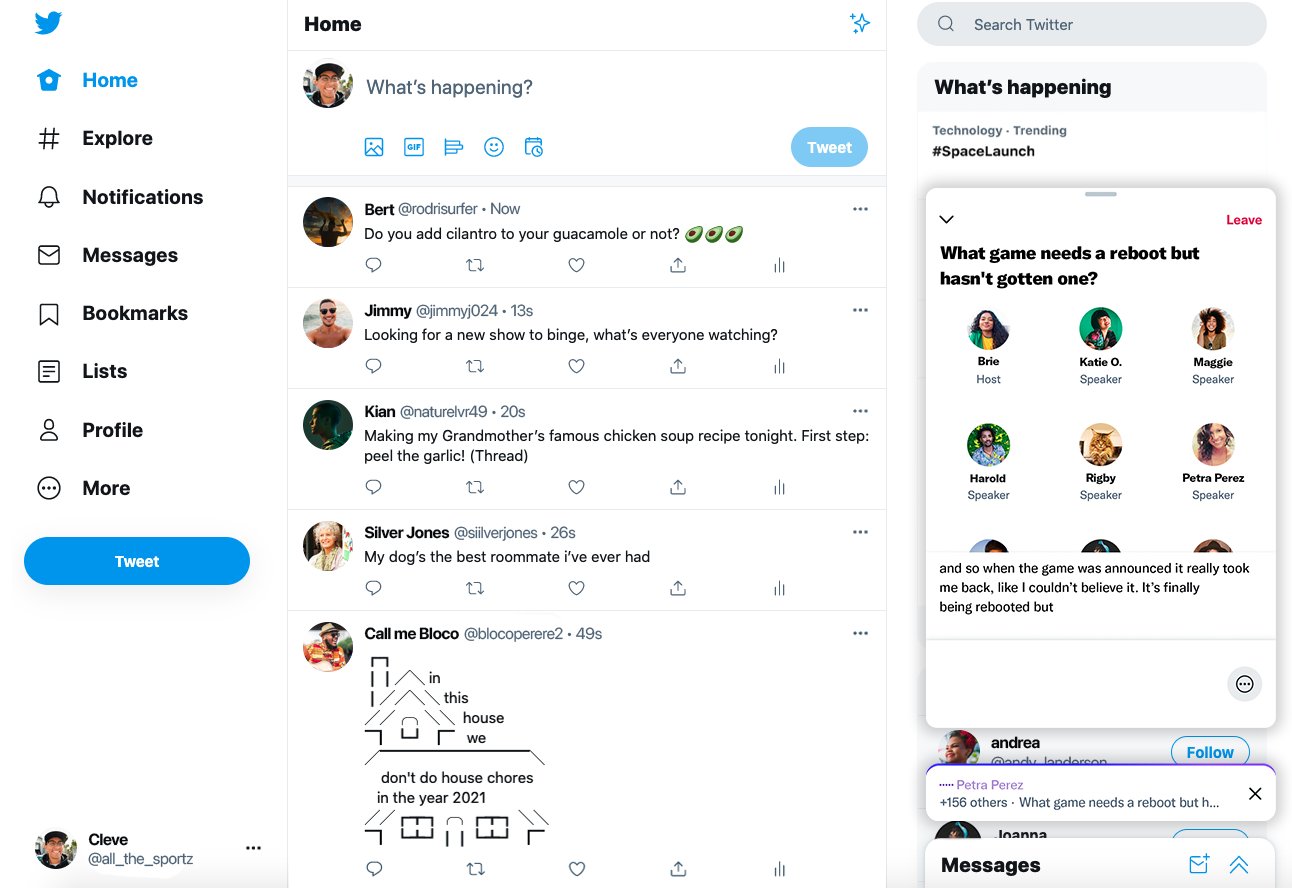 Home
Explore
Notifications
Messages
Bookmarks
Lists
Profile
More
Tweet
Cleve
@all_the_sportz
Home
What's happening?
GIF
Tweet
Bert @rodrisurfer · Now
Do you add cilantro to your guacamole or not? 🥑🥑🥑
Jimmy @jimmyj024 · 13s
Looking for a new show to binge, what's everyone watching?
Kian @naturelvr49 · 20s
Making my Grandmother's famous chicken soup recipe tonight. First step:
peel the garlic! (Thread)
Silver Jones @siilverjones · 26s
My dog's the best roommate i've ever had
Call me Bloco @blocoperere2 · 49s
in
this
house
we
don't do house chores
in the year 2021
Search Twitter
What's happening
Technology · Trending
#SpaceLaunch
Leave
What game needs a reboot but
hasn't gotten one?
Brie
Host
Katie O.
Speaker
Maggie
Speaker
Harold
Speaker
Rigby
Speaker
Petra Perez
Speaker
and so when the game was announced it really took
me back, like I couldn't believe it. It's finally
being rebooted but
andrea
@andy_landerson
Follow
Petra Perez
+156 others · What game needs a reboot but h...
Joanna
Messages